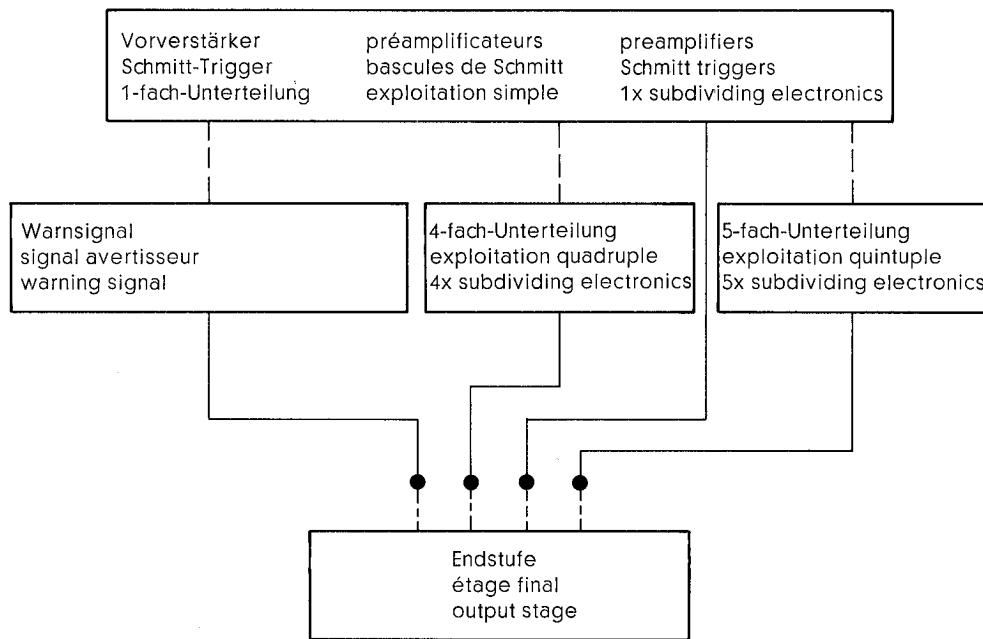 Vorverstärker
Schmitt-Trigger
1-fach-Unterteilung
préamplificateurs
bascules de Schmitt
exploitation simple
preamplifiers
Schmitt triggers
1x subdividing electronics
Warnsignal
signal avertisseur
warning signal
4-fach-Unterteilung
exploitation quadruple
4x subdividing electronics
5-fach-Unterteilung
exploitation quintuple
5x subdividing electronics
Endstufe
étage final
output stage